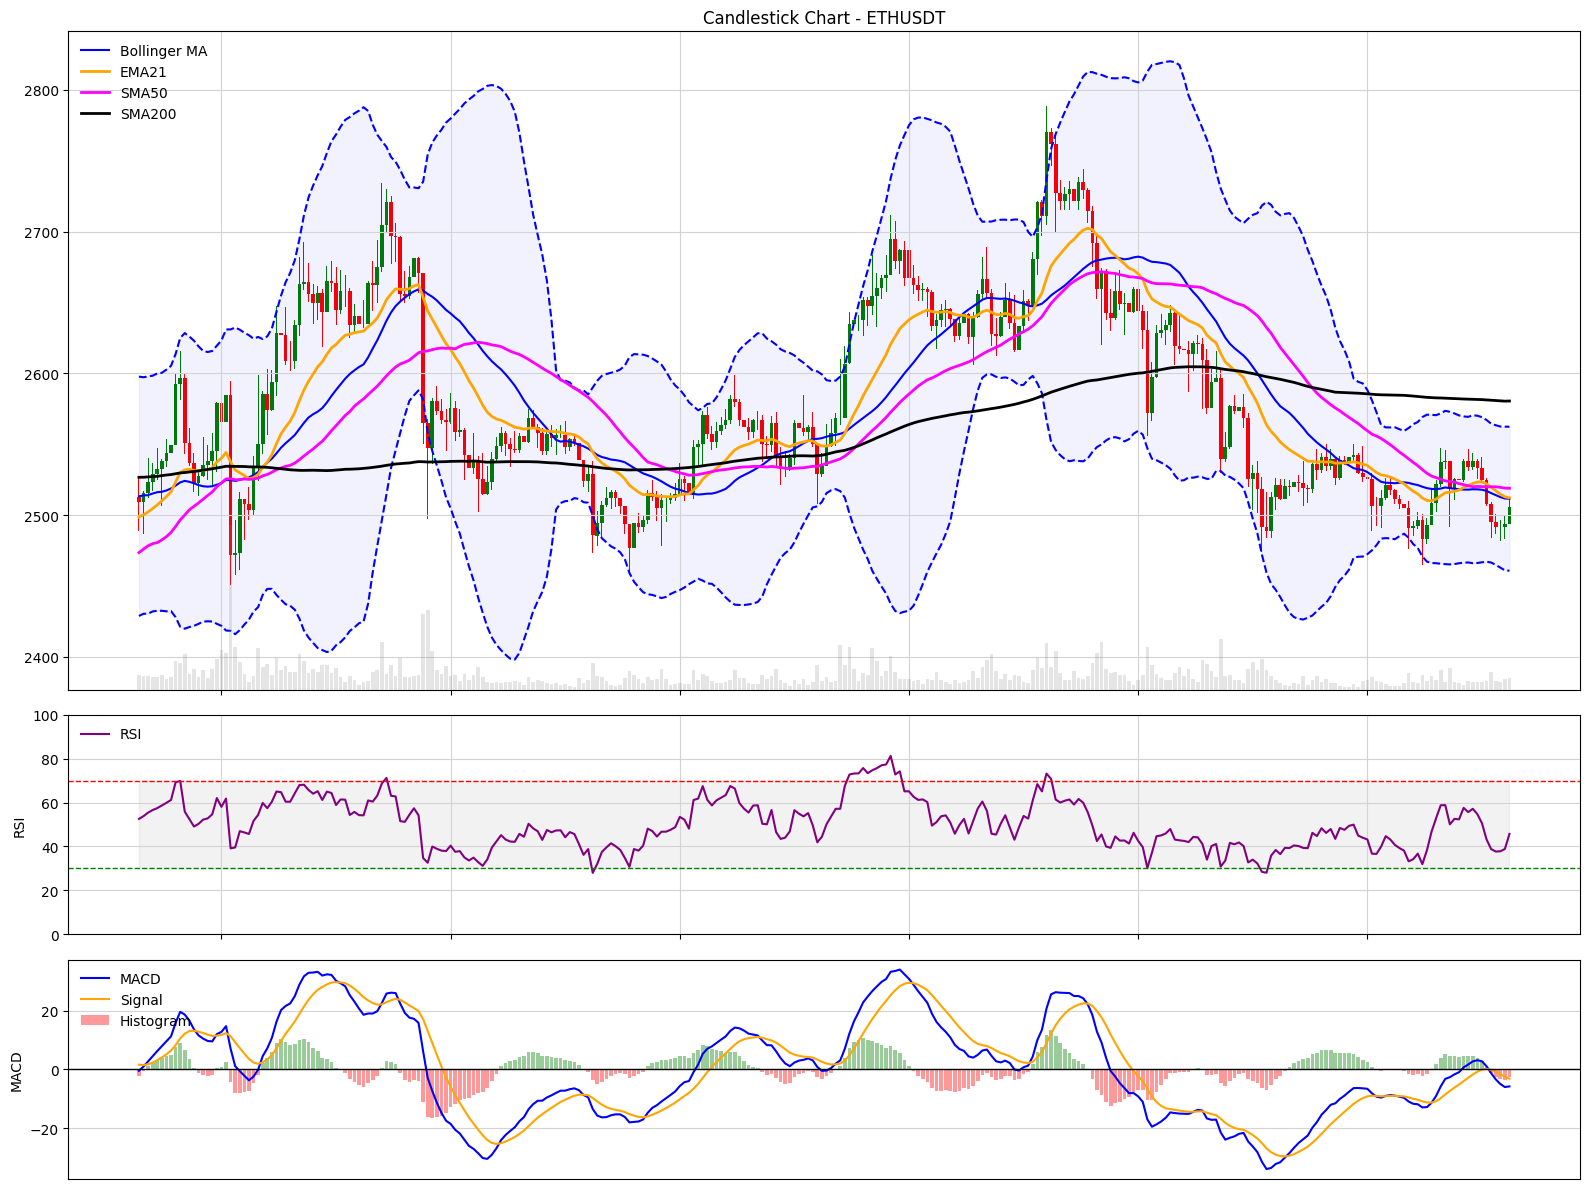 Candlestick Chart - ETHUSDT
Bollinger MA
EMA21
SMA50
SMA200
2800
2700
2600
2500
2400
RSI
RSI
100
80
60
40
20
0
MACD
Signal
Histogram
MACD
20
0
−20